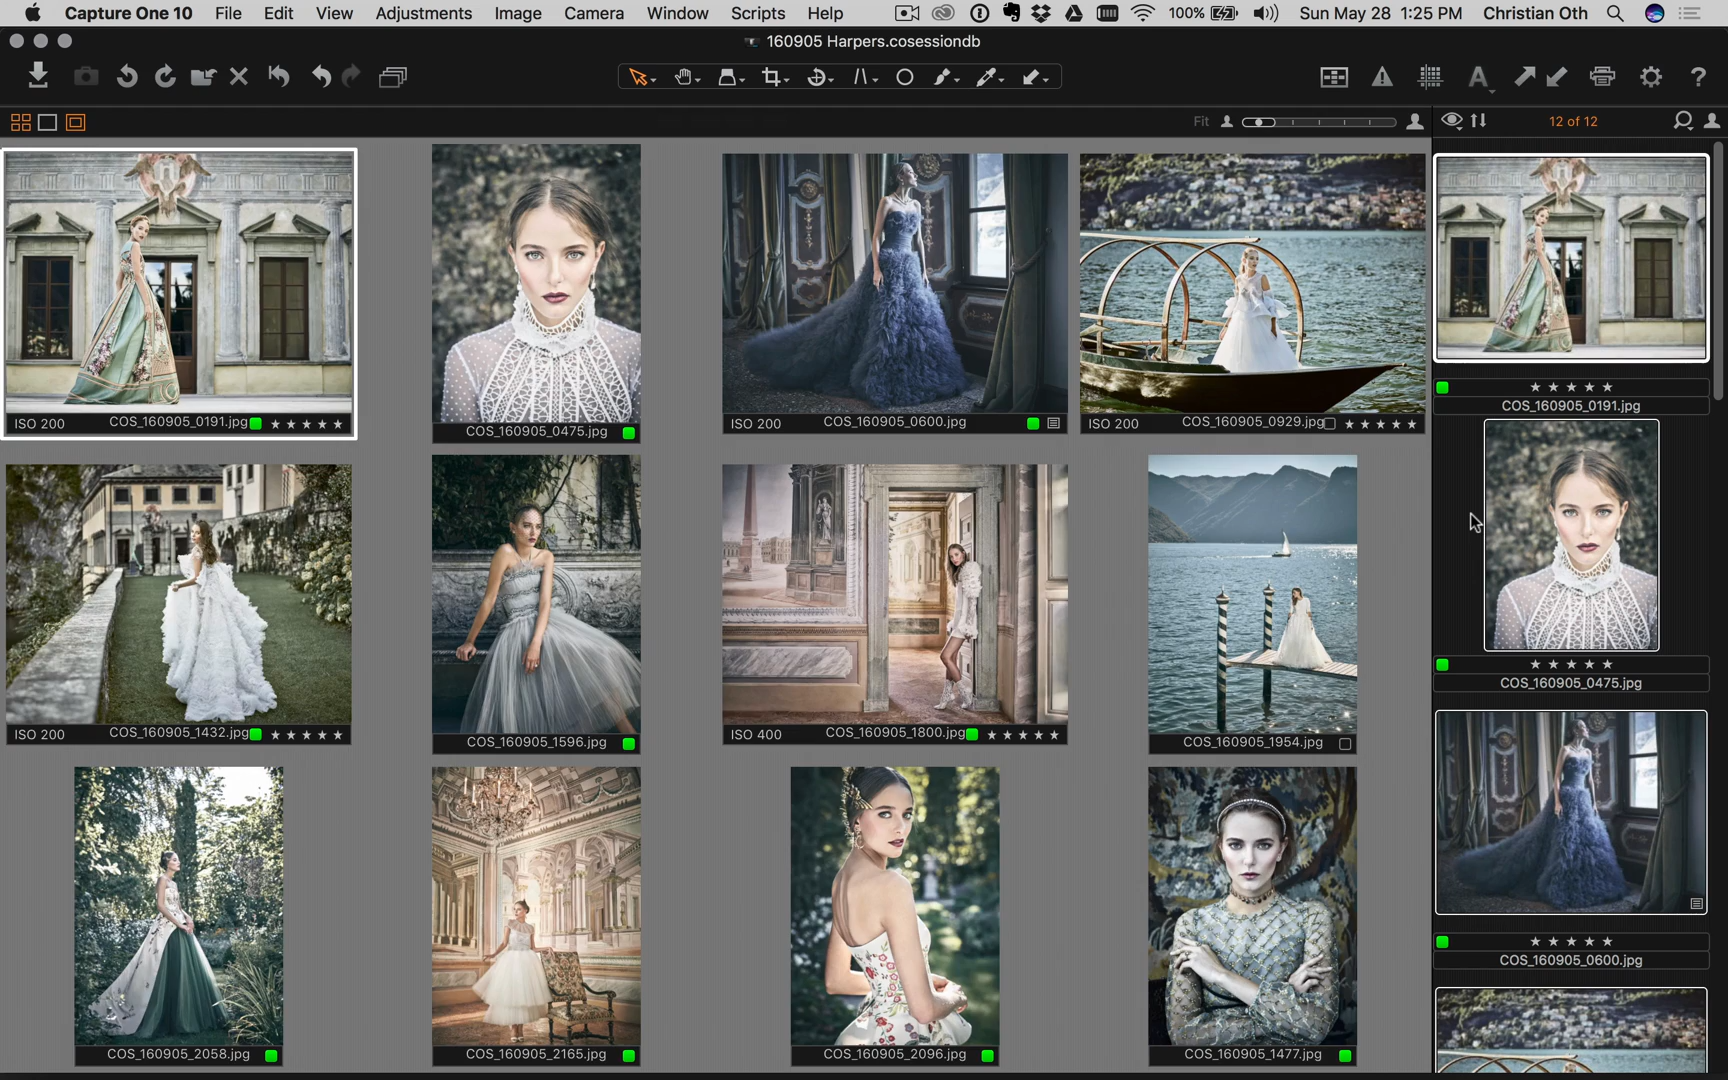 Capture One 10 File Edit View Adjustments Image Camera Window Scripts Help 100% Sun May 28 1:25 PM Christian Oth
160905 Harpers.cosessiondb
A ?
Fit
12 of 12
ISO 200 COS_160905_0191.jpg
COS_160905_0475.jpg
ISO 200 COS_160905_0600.jpg
ISO 200 COS_160905_0929.jpg
ISO 200 COS_160905_1432.jpg
COS_160905_1596.jpg
ISO 400 COS_160905_1800.jpg
COS_160905_1954.jpg
COS_160905_2058.jpg
COS_160905_2165.jpg
COS_160905_2096.jpg
COS_160905_1477.jpg
COS_160905_0191.jpg
COS_160905_0475.jpg
COS_160905_0600.jpg